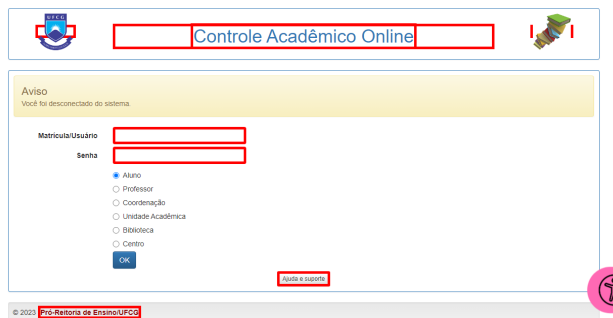 UFCG
Controle Acadêmico Online
Aviso
Você foi desconectado do sistema.
Matrícula/Usuário
Senha
Aluno
Professor
Coordenação
Unidade Acadêmica
Biblioteca
Centro
OK
Ajuda e suporte
© 2023 Pró-Reitoria de Ensino/UFCG